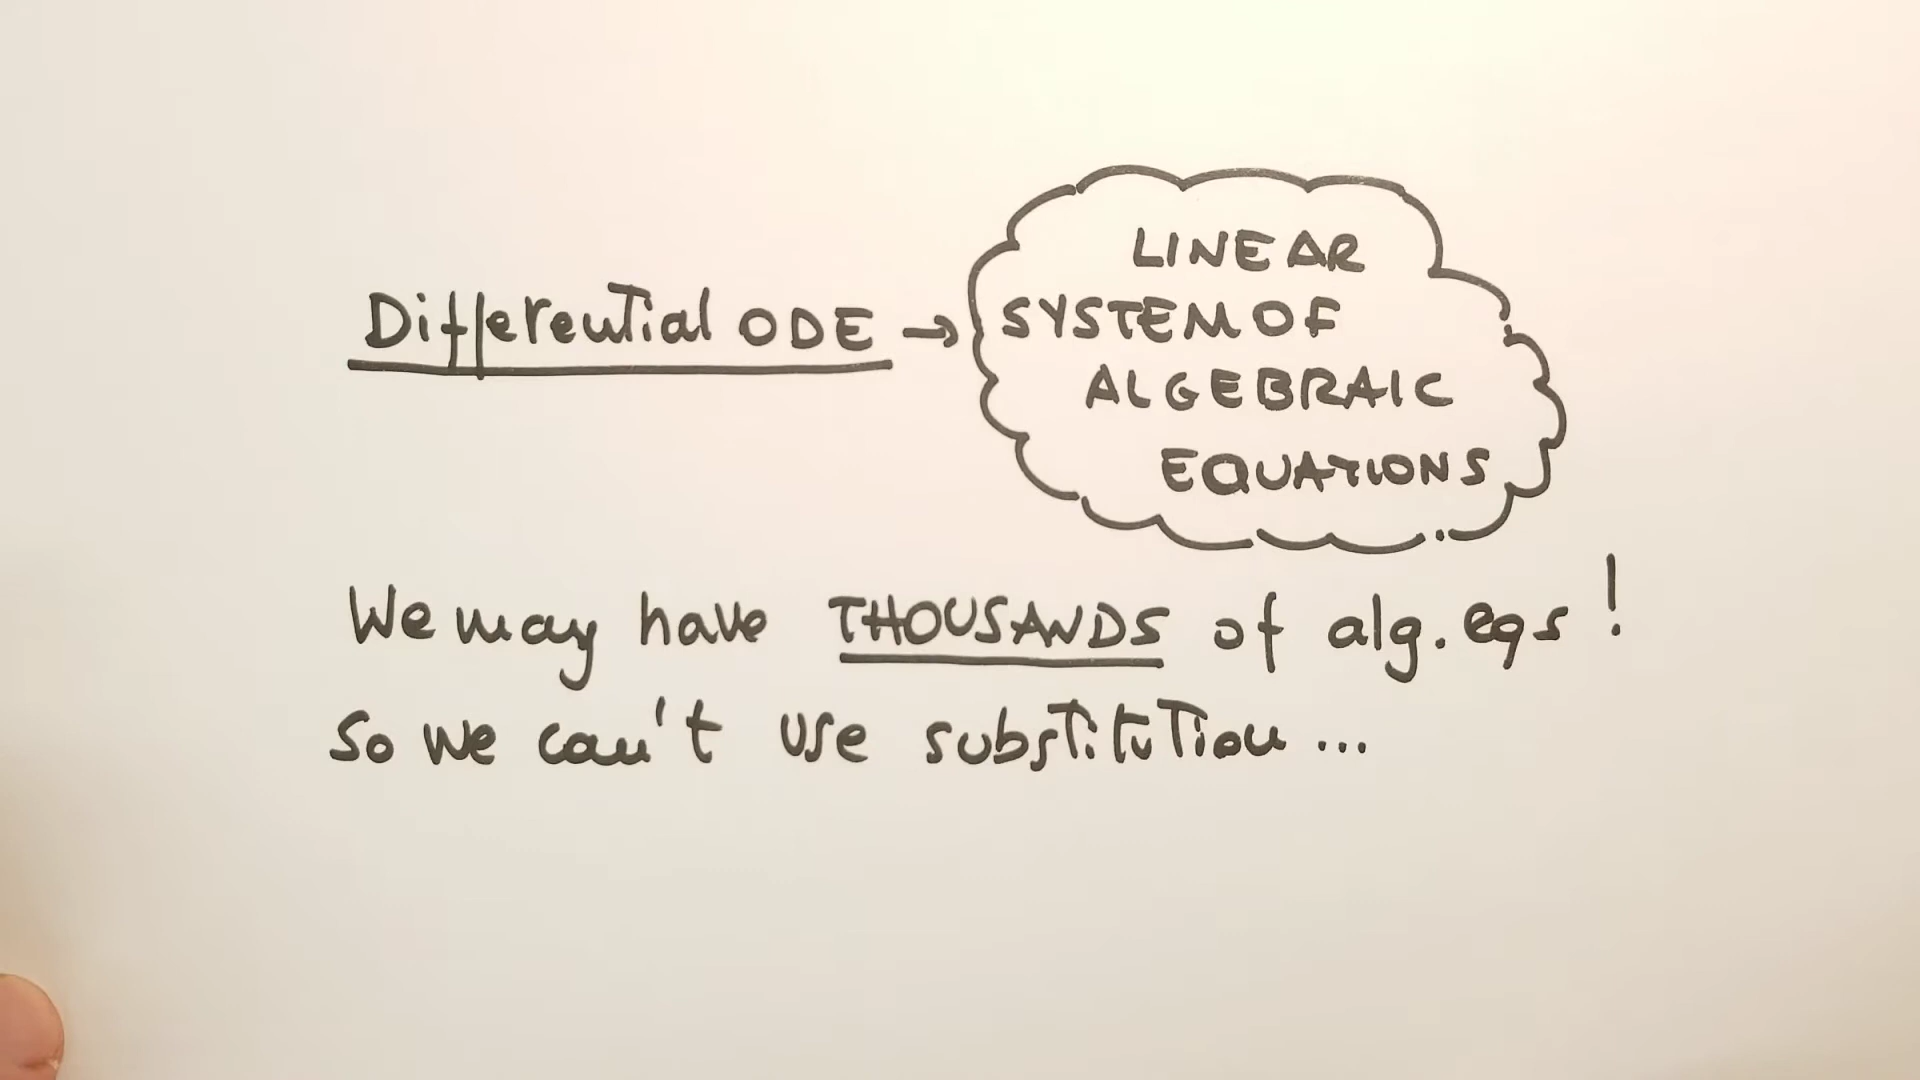 Differential ODE →
LINEAR
SYSTEM OF
ALGEBRAIC
EQUATIONS
We may have THOUSANDS of alg. eqs!
So we can't use substitution...